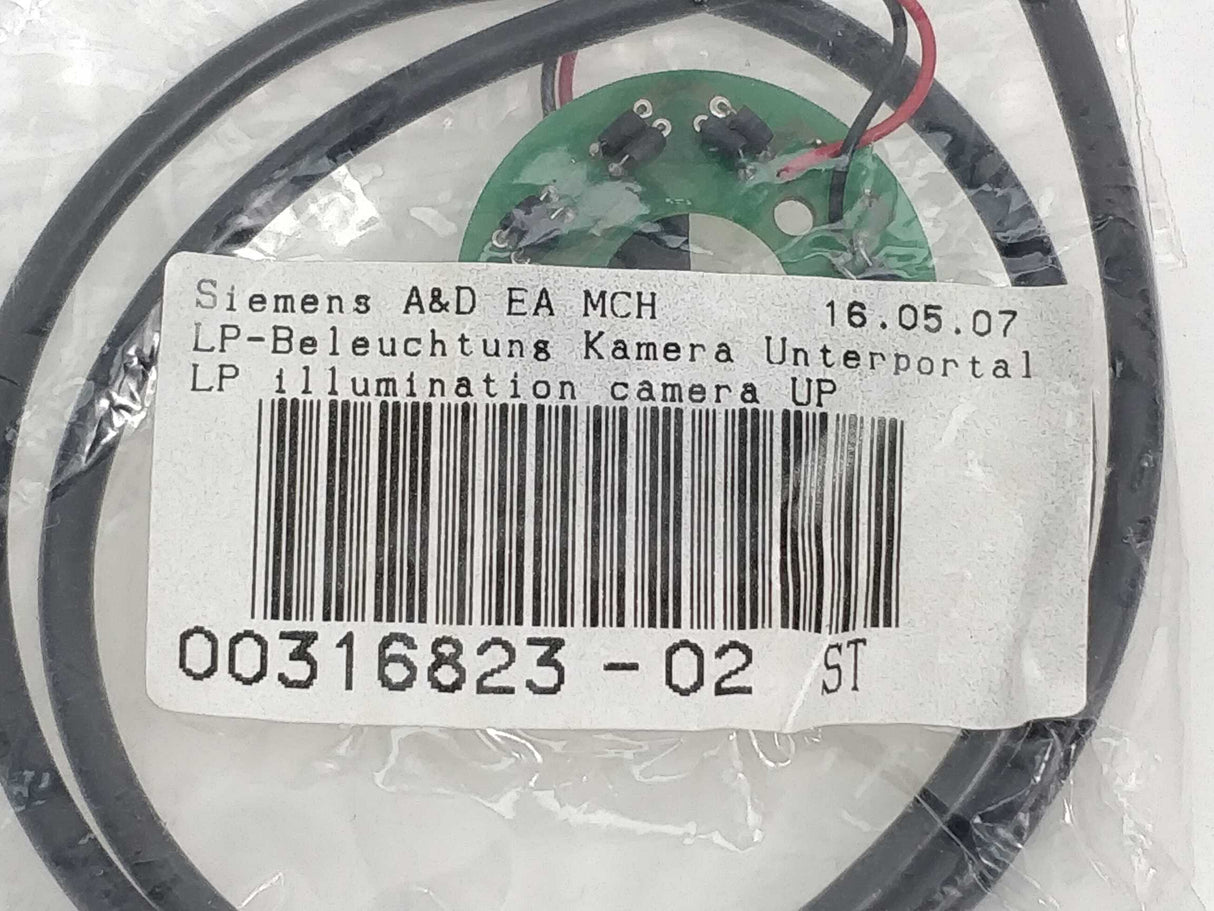 Siemens A&D EA MCH 16.05.07
LP-Beleuchtung Kamera Unterportal
LP illumination camera UP
00316823-02 ST